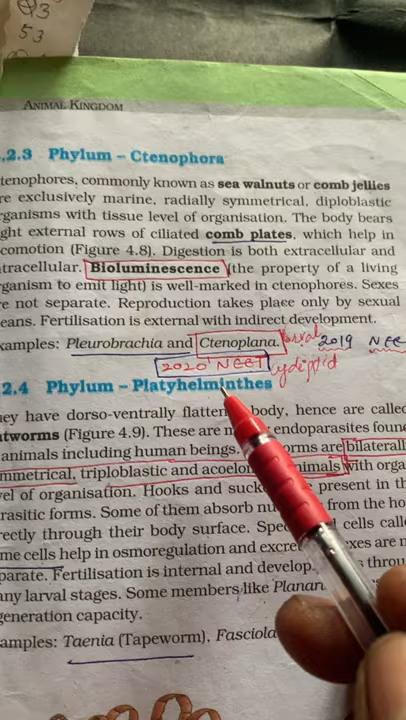 53
ANIMAL KINGDOM
.2.3 Phylum – Ctenophora
tenophores, commonly known as sea walnuts or comb jellies
re exclusively marine, radially symmetrical, diploblastic
rganisms with tissue level of organisation. The body bears
ght external rows of ciliated comb plates, which help in
comotion (Figure 4.8). Digestion is both extracellular and
tracellular. Bioluminescence (the property of a living
rganism to emit light) is well-marked in ctenophores. Sexes
re not separate. Reproduction takes place only by sexual
eans. Fertilisation is external with indirect development.
xamples: Pleurobrachia and Ctenoplana. 2019 NEE
2020 NEET
.2.4 Phylum – Platyhelminthes
ey have dorso-ventrally flatten body, hence are calle
atworms (Figure 4.9). These are endoparasites foun
animals including human beings. orms are bilaterall
mmetrical, triploblastic and acoelo nimals with orga
vel of organisation. Hooks and suck present in th
rasitic forms. Some of them absorb nu from the ho
rectly through their body surface. Spe cells calle
me cells help in osmoregulation and excre exes are n
parate. Fertilisation is internal and develop throu
any larval stages. Some members like Planar
generation capacity.
amples: Taenia (Tapeworm), Fasciola